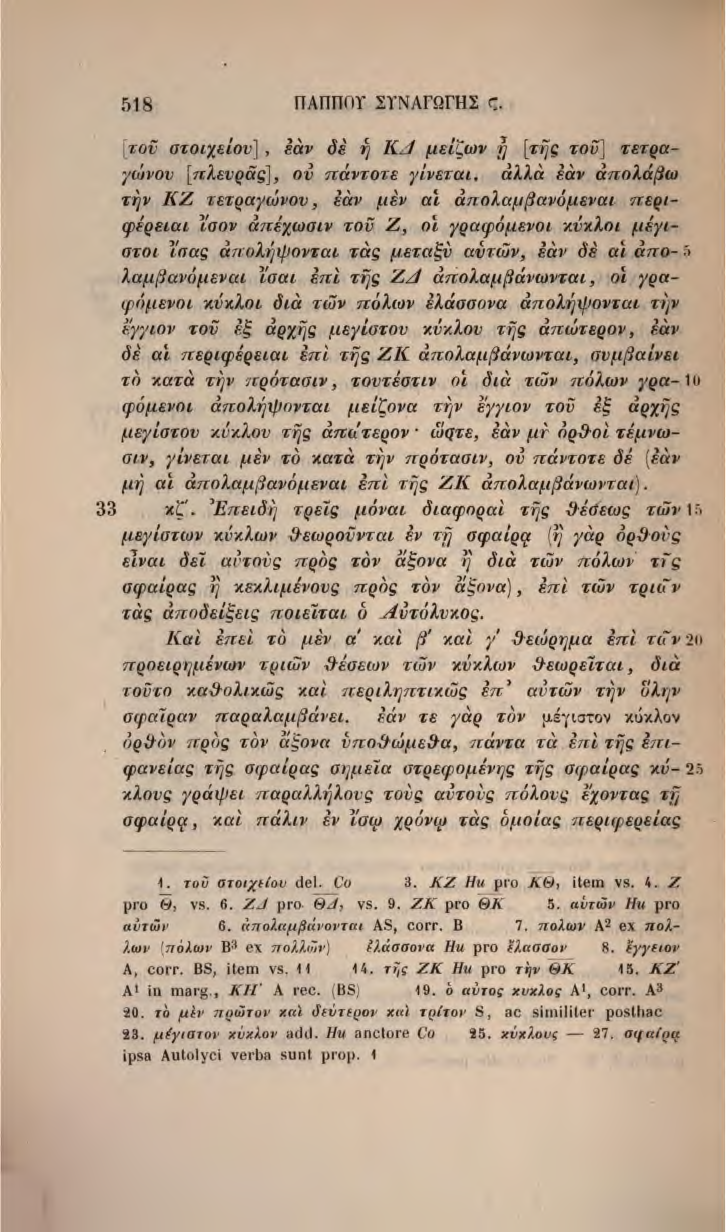 518 ΠΑΠΠΟΥ ΣΥΝΑΓΩΓΗΣ ϛ.
[τοῦ στοιχείου], ἐὰν δὲ ἡ ΚΔ μείζων ᾖ [τῆς τοῦ] τετρα-
γώνου [πλευρᾶς], οὐ πάντοτε γίνεται. ἀλλὰ ἐὰν ἀπολάβω
τὴν ΚΖ τετραγώνου, ἐὰν μὲν αἱ ἀπολαμβανόμεναι περι-
φέρειαι ἴσον ἀπέχωσιν τοῦ Ζ, οἱ γραφόμενοι κύκλοι μέγι-
στοι ἴσας ἀπολήψονται τὰς μεταξὺ αὑτῶν, ἐὰν δὲ αἱ ἀπο- 5
λαμβανόμεναι ἴσαι ἐπὶ τῆς ΖΔ ἀπολαμβάνωνται, οἱ γρα-
φόμενοι κύκλοι διὰ τῶν πόλων ἐλάσσονα ἀπολήψονται τὴν
ἔγγιον τοῦ ἐξ ἀρχῆς μεγίστου κύκλου τῆς ἀπώτερον, ἐὰν
δὲ αἱ περιφέρειαι ἐπὶ τῆς ΖΚ ἀπολαμβάνωνται, συμβαίνει
τὸ κατὰ τὴν πρότασιν, τουτέστιν οἱ διὰ τῶν πόλων γρα- 10
φόμενοι ἀπολήψονται μείζονα τὴν ἔγγιον τοῦ ἐξ ἀρχῆς
μεγίστου κύκλου τῆς ἀπώτερον· ὥστε, ἐὰν μὴ ὀρθοὶ τέμνω-
σιν, γίνεται μὲν τὸ κατὰ τὴν πρότασιν, οὐ πάντοτε δέ (ἐὰν
μὴ αἱ ἀπολαμβανόμεναι ἐπὶ τῆς ΖΚ ἀπολαμβάνωνται).
33 κζʹ. Ἐπειδὴ τρεῖς μόναι διαφοραὶ τῆς θέσεως τῶν 15
μεγίστων κύκλων θεωροῦνται ἐν τῇ σφαίρᾳ (ἢ γὰρ ὀρθοὺς
εἶναι δεῖ αὐτοὺς πρὸς τὸν ἄξονα ἢ διὰ τῶν πόλων τῆς
σφαίρας ἢ κεκλιμένους πρὸς τὸν ἄξονα), ἐπὶ τῶν τριῶν
τὰς ἀποδείξεις ποιεῖται ὁ Αὐτόλυκος.
Καὶ ἐπεὶ τὸ μὲν αʹ καὶ βʹ καὶ γʹ θεώρημα ἐπὶ τῶν 20
προειρημένων τριῶν θέσεων τῶν κύκλων θεωρεῖται, διὰ
τοῦτο καθολικῶς καὶ περιληπτικῶς ἐπ’ αὐτῶν τὴν ὅλην
σφαῖραν παραλαμβάνει. ἐάν τε γὰρ τὸν μέγιστον κύκλον
ὀρθὸν πρὸς τὸν ἄξονα ὑποθώμεθα, πάντα τὰ ἐπὶ τῆς ἐπι-
φανείας τῆς σφαίρας σημεῖα στρεφομένης τῆς σφαίρας κύ- 25
κλους γράψει παραλλήλους τοὺς αὐτοὺς πόλους ἔχοντας τῇ
σφαίρᾳ, καὶ πάλιν ἐν ἴσῳ χρόνῳ τὰς ὁμοίας περιφερείας
1. τοῦ στοιχείου del. Co 3. ΚΖ Hu pro ΚΘ, item vs. 4. Ζ
pro Θ, vs. 6. ΖΔ pro ΘΔ, vs. 9. ΖΚ pro ΘΚ 5. αὑτῶν Hu pro
αὐτῶν 6. ἀπολαμβάνονται AS, corr. B 7. πολων A² ex πολ-
λων (πόλων B³ ex πολλῶν) ἐλάσσονα Hu pro ἔλασσον 8. ἔγγειον
A, corr. BS, item vs. 11 14. τῆς ΖΚ Hu pro τὴν ΘΚ 15. ΚΖʹ
A¹ in marg., ΚΗʹ A rec. (BS) 19. ὁ αὐτος κυκλος A¹, corr. A³
20. τὸ μὲν πρῶτον καὶ δεύτερον καὶ τρίτον S, ac similiter posthac
23. μέγιστον κύκλον add. Hu auctore Co 25. κύκλους — 27. σφαίρᾳ
ipsa Autolyci verba sunt prop. 1